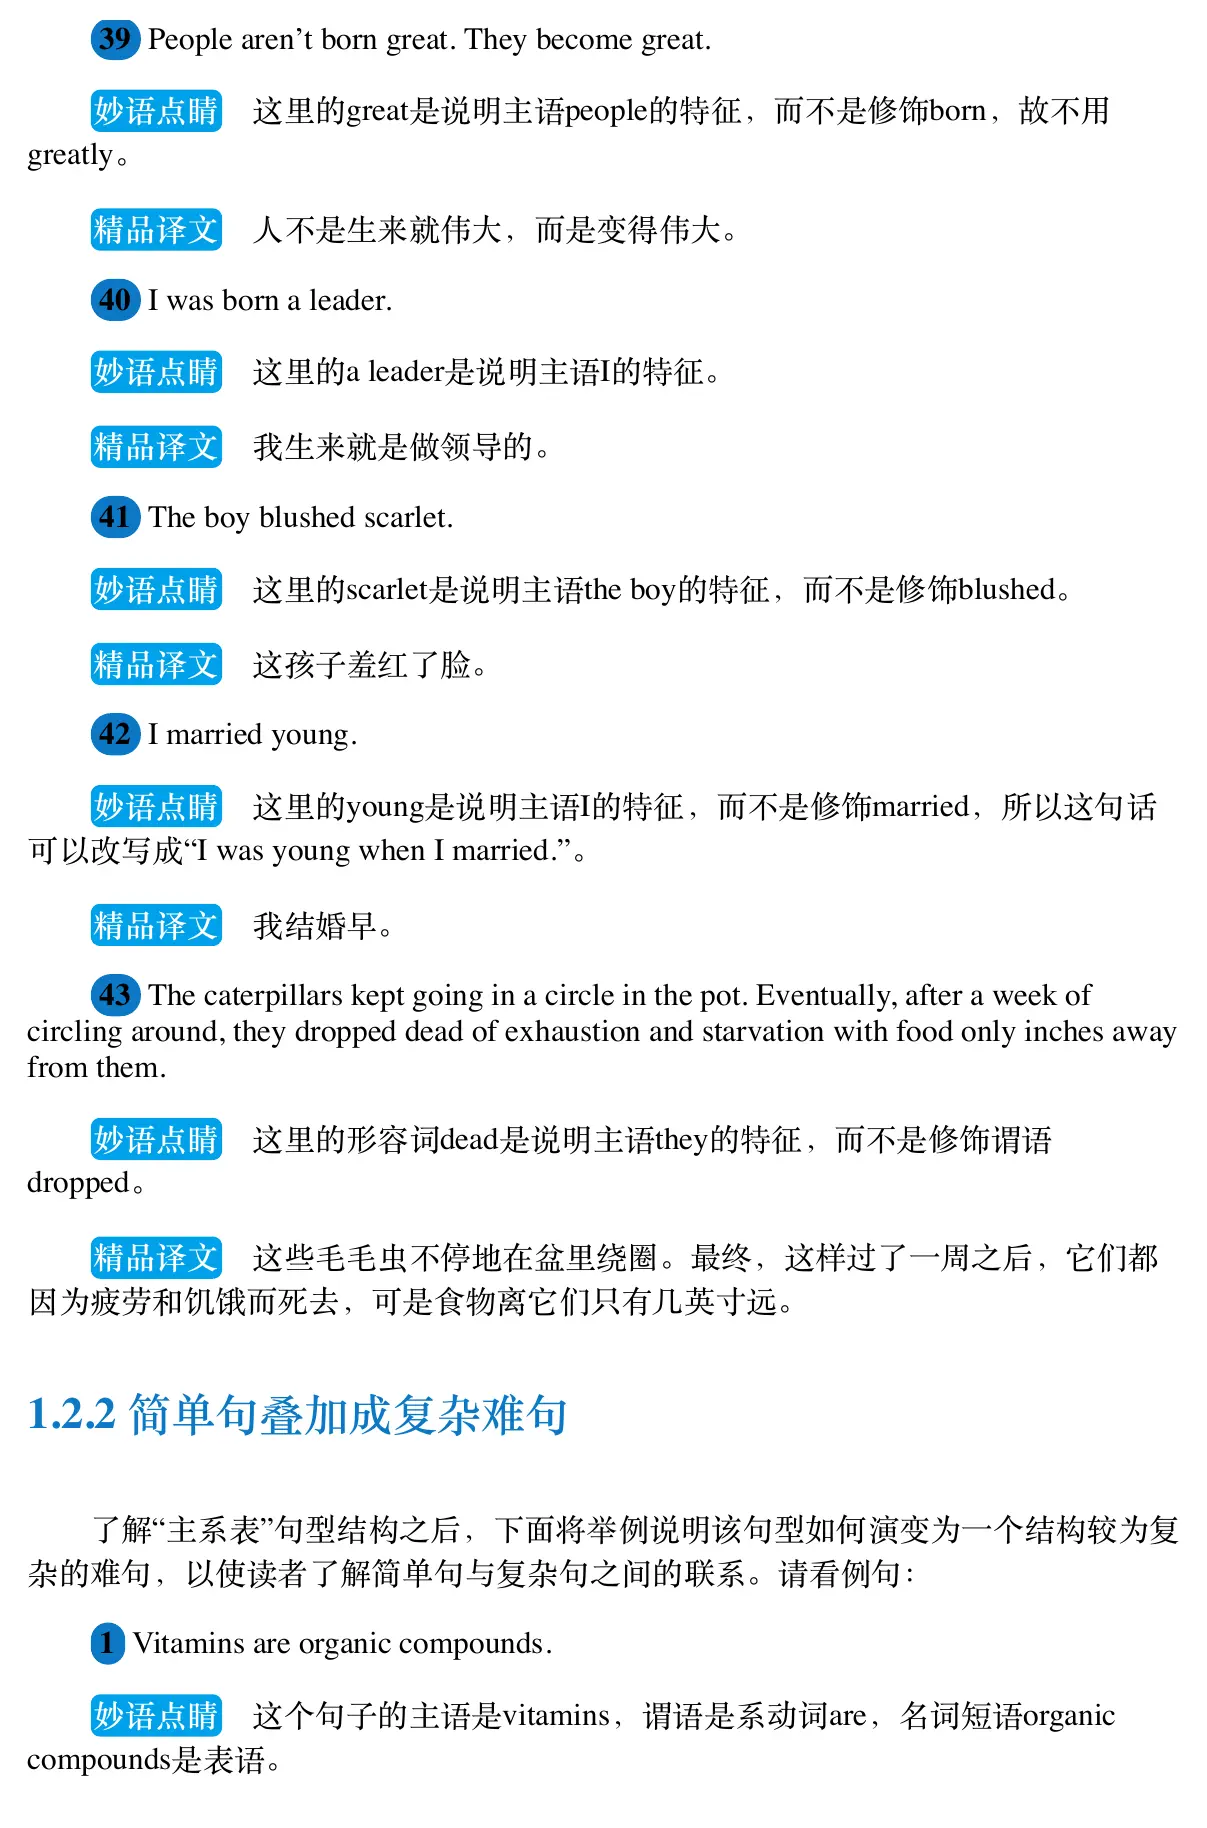 39 People aren’t born great. They become great.
妙语点睛 这里的great是说明主语people的特征，而不是修饰born，故不用
greatly。
精品译文 人不是生来就伟大，而是变得伟大。
40 I was born a leader.
妙语点睛 这里的a leader是说明主语I的特征。
精品译文 我生来就是做领导的。
41 The boy blushed scarlet.
妙语点睛 这里的scarlet是说明主语the boy的特征，而不是修饰blushed。
精品译文 这孩子羞红了脸。
42 I married young.
妙语点睛 这里的young是说明主语I的特征，而不是修饰married，所以这句话
可以改写成“I was young when I married.”。
精品译文 我结婚早。
43 The caterpillars kept going in a circle in the pot. Eventually, after a week of
circling around, they dropped dead of exhaustion and starvation with food only inches away
from them.
妙语点睛 这里的形容词dead是说明主语they的特征，而不是修饰谓语
dropped。
精品译文 这些毛毛虫不停地在盆里绕圈。最终，这样过了一周之后，它们都
因为疲劳和饥饿而死去，可是食物离它们只有几英寸远。
1.2.2 简单句叠加成复杂难句
了解“主系表”句型结构之后，下面将举例说明该句型如何演变为一个结构较为复
杂的难句，以使读者了解简单句与复杂句之间的联系。请看例句：
1 Vitamins are organic compounds.
妙语点睛 这个句子的主语是vitamins，谓语是系动词are，名词短语organic
compounds是表语。